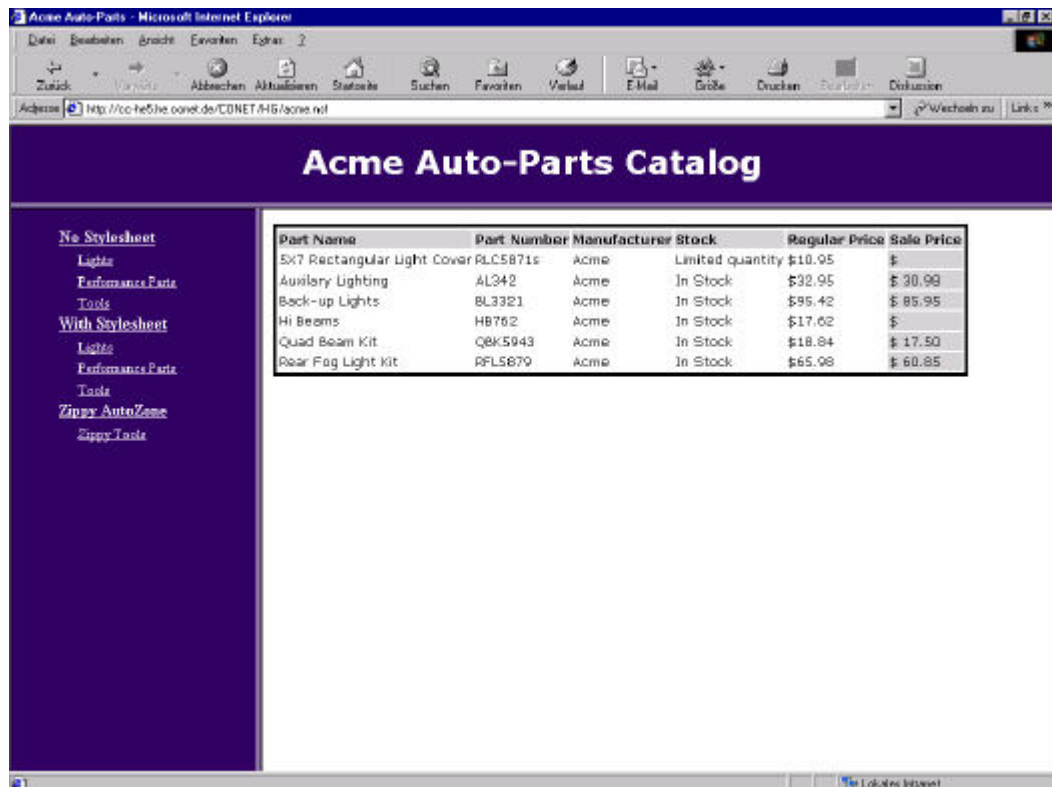 Acme Auto-Parts - Microsoft Internet Explorer
Datei Bearbeiten Ansicht Favoriten Extras ?
Zurück Vorwärts Abbrechen Aktualisieren Startseite Suchen Favoriten Verlauf E-Mail Größe Drucken Bearbeiten Diskussion
Adresse Wechseln zu Links »
Acme Auto-Parts Catalog
No Stylesheet
Lights
Performance Parts
Tools
With Stylesheet
Lights
Performance Parts
Tools
Zippy AutoZone
Zippy Tools
Part Name Part Number Manufacturer Stock Regular Price Sale Price
5X7 Rectangular Light Cover RLC5871s Acme Limited quantity $10.95 $
Auxilary Lighting AL342 Acme In Stock $32.95 $ 30.99
Back-up Lights BL3321 Acme In Stock $95.42 $ 85.95
Hi Beams HB762 Acme In Stock $17.62 $
Quad Beam Kit QBK5943 Acme In Stock $18.84 $ 17.50
Rear Fog Light Kit RFL5879 Acme In Stock $65.98 $ 60.85
Lokales Intranet